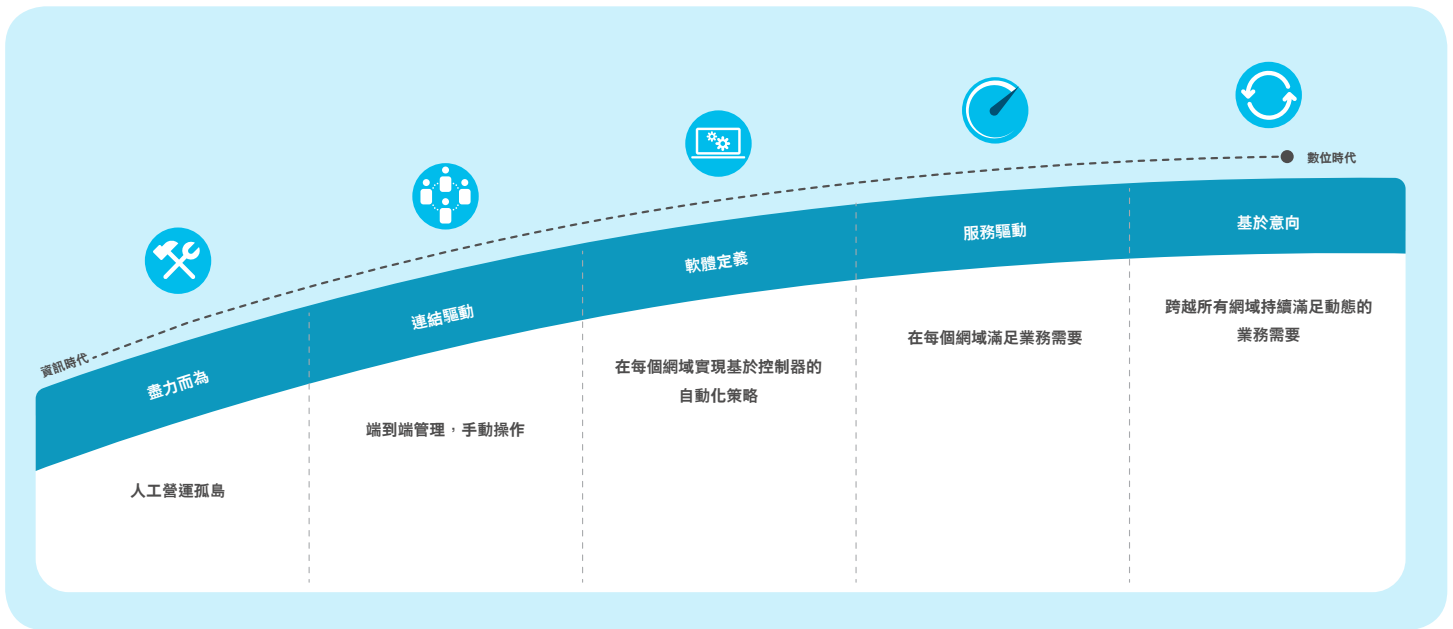 資訊時代
數位時代
盡力而為
人工營運孤島
連結驅動
端到端管理，手動操作
軟體定義
在每個網域實現基於控制器的
自動化策略
服務驅動
在每個網域滿足業務需要
基於意向
跨越所有網域持續滿足動態的
業務需要